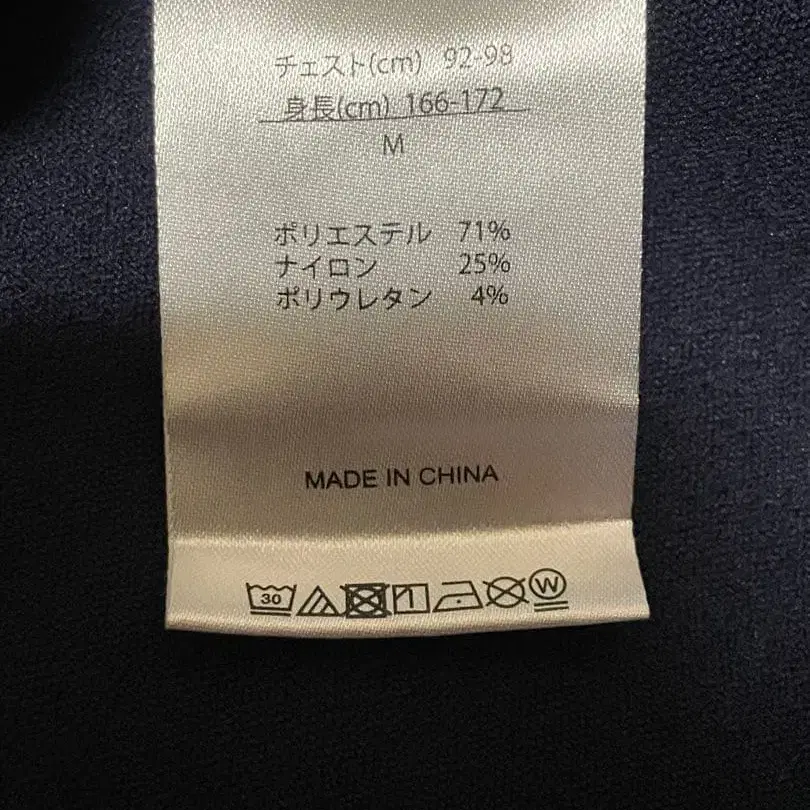 チェスト(cm) 92-98
身長(cm) 166-172
M
ポリエステル 71%
ナイロン 25%
ポリウレタン 4%
MADE IN CHINA
30 W